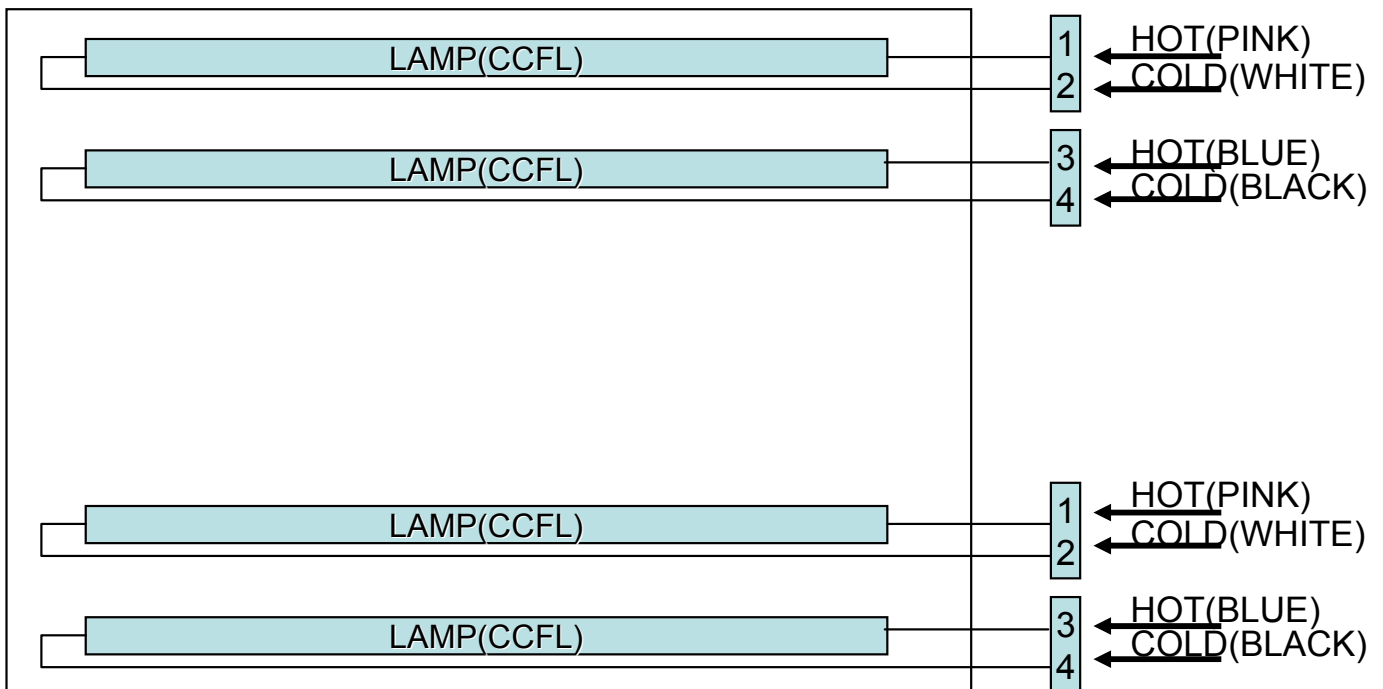 LAMP(CCFL)
1
HOT(PINK)
2
COLD(WHITE)
LAMP(CCFL)
3
HOT(BLUE)
4
COLD(BLACK)
LAMP(CCFL)
1
HOT(PINK)
2
COLD(WHITE)
LAMP(CCFL)
3
HOT(BLUE)
4
COLD(BLACK)